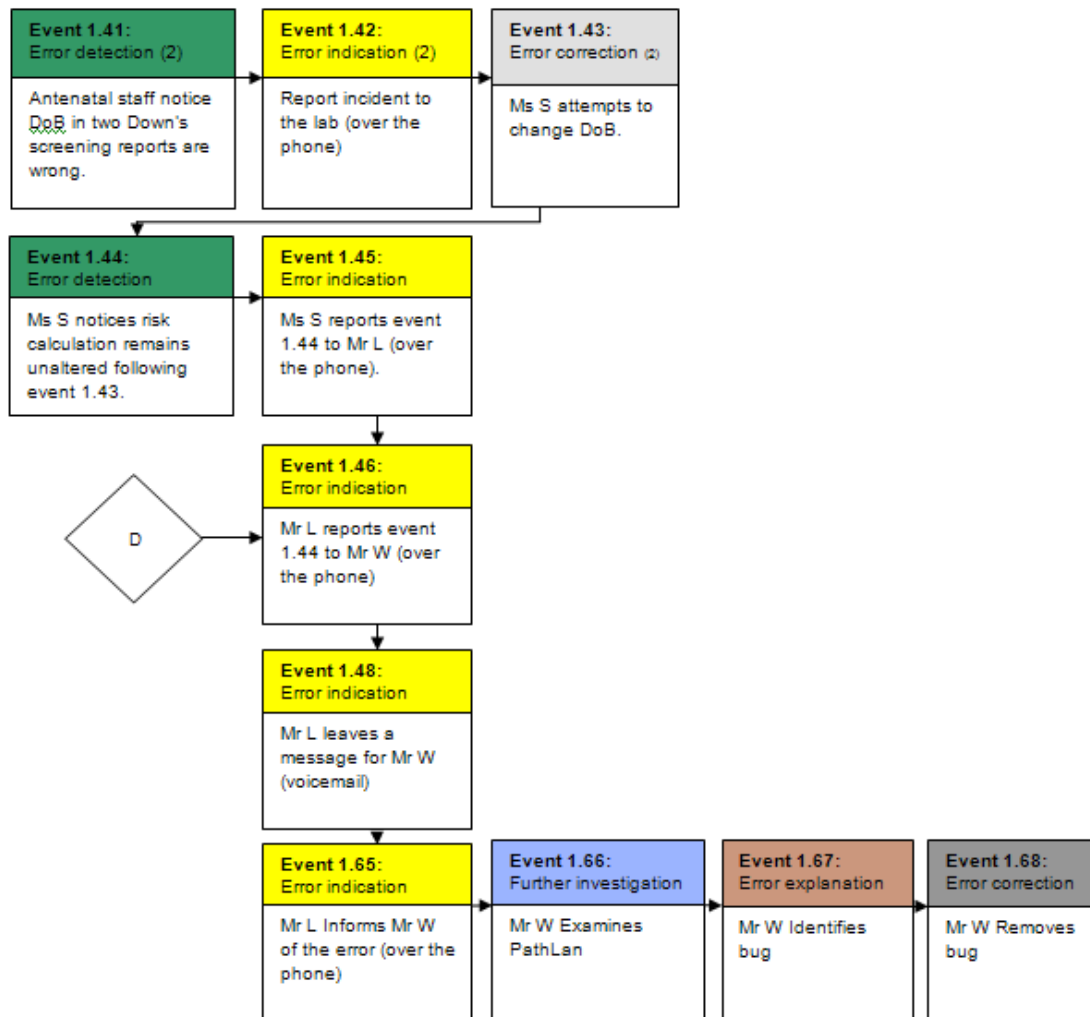 Event 1.41:
Error detection (2)
Antenatal staff notice
DoB in two Down's
screening reports are
wrong.
Event 1.42:
Error indication (2)
Report incident to
the lab (over the
phone)
Event 1.43:
Error correction (2)
Ms S attempts to
change DoB.
Event 1.44:
Error detection
Ms S notices risk
calculation remains
unaltered following
event 1.43.
Event 1.45:
Error indication
Ms S reports event
1.44 to Mr L (over
the phone).
D
Event 1.46:
Error indication
Mr L reports event
1.44 to Mr W (over
the phone)
Event 1.48:
Error indication
Mr L leaves a
message for Mr W
(voicemail)
Event 1.65:
Error indication
Mr L Informs Mr W
of the error (over the
phone)
Event 1.66:
Further investigation
Mr W Examines
PathLan
Event 1.67:
Error explanation
Mr W Identifies
bug
Event 1.68:
Error correction
Mr W Removes
bug